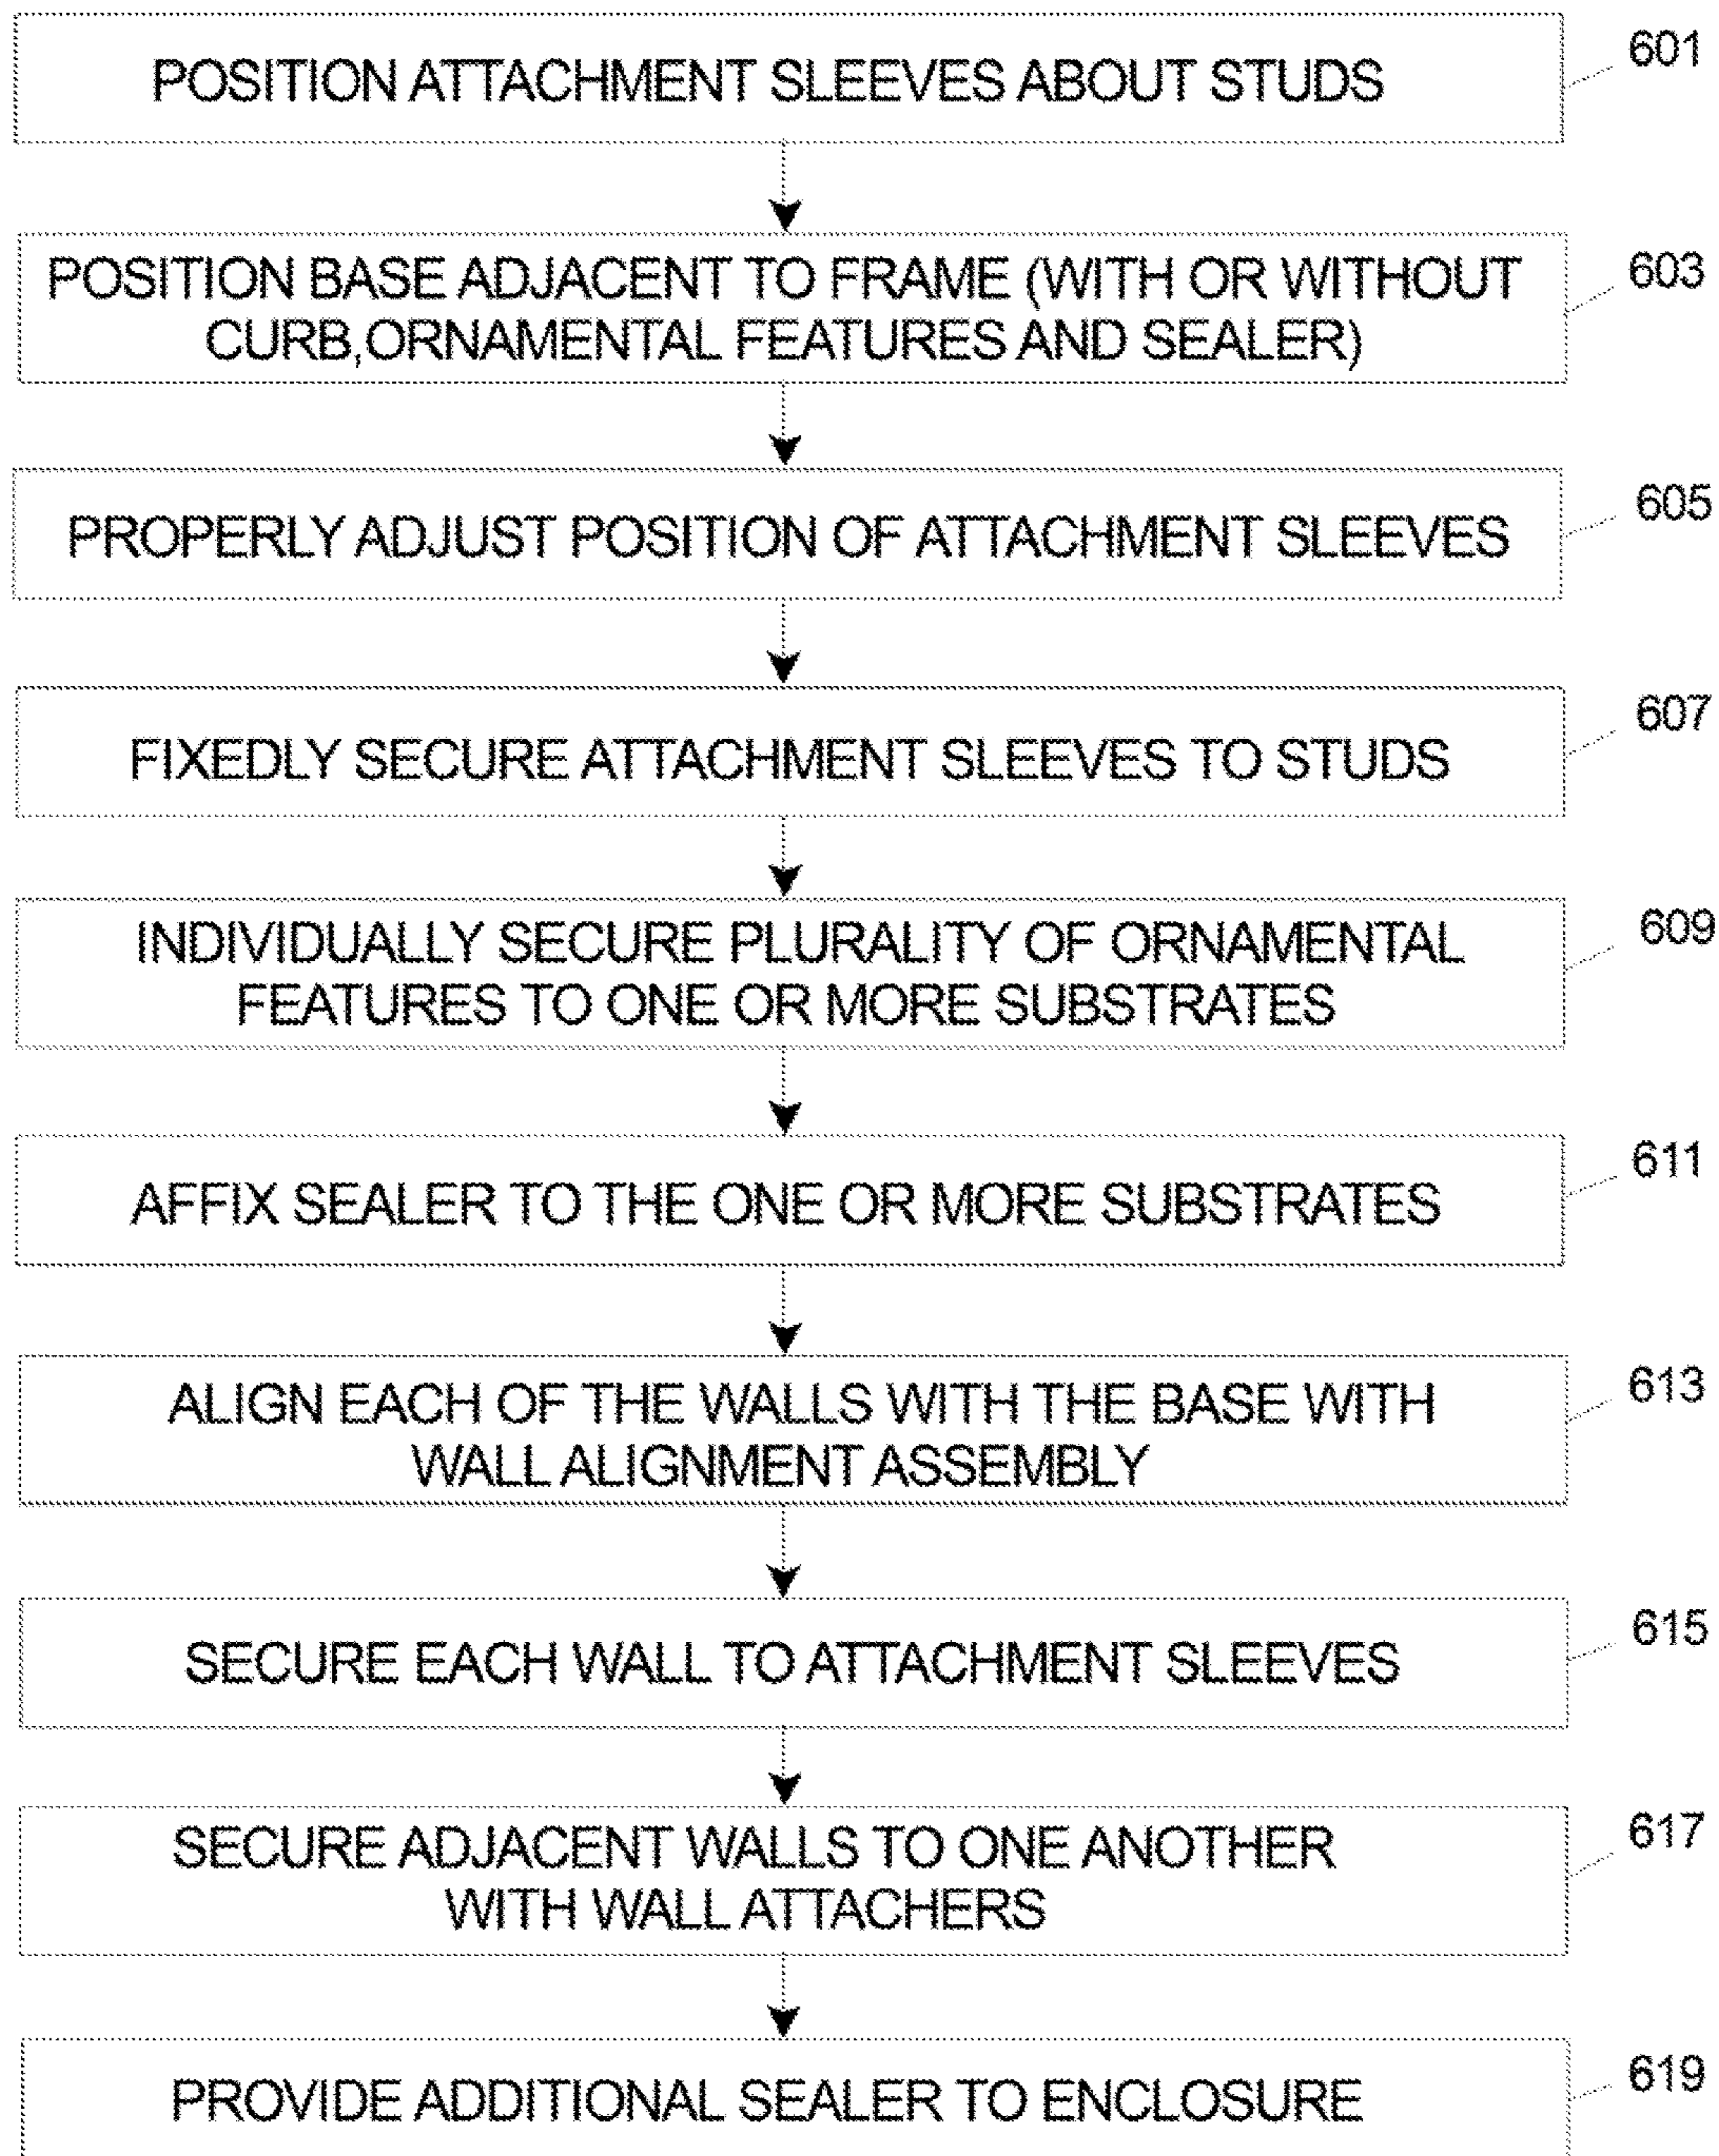 POSITION ATTACHMENT SLEEVES ABOUT STUDS
601
POSITION BASE ADJACENT TO FRAME (WITH OR WITHOUT
CURB,ORNAMENTAL FEATURES AND SEALER)
603
PROPERLY ADJUST POSITION OF ATTACHMENT SLEEVES
605
FIXEDLY SECURE ATTACHMENT SLEEVES TO STUDS
607
INDIVIDUALLY SECURE PLURALITY OF ORNAMENTAL
FEATURES TO ONE OR MORE SUBSTRATES
609
AFFIX SEALER TO THE ONE OR MORE SUBSTRATES
611
ALIGN EACH OF THE WALLS WITH THE BASE WITH
WALL ALIGNMENT ASSEMBLY
613
SECURE EACH WALL TO ATTACHMENT SLEEVES
615
SECURE ADJACENT WALLS TO ONE ANOTHER
WITH WALL ATTACHERS
617
PROVIDE ADDITIONAL SEALER TO ENCLOSURE
619